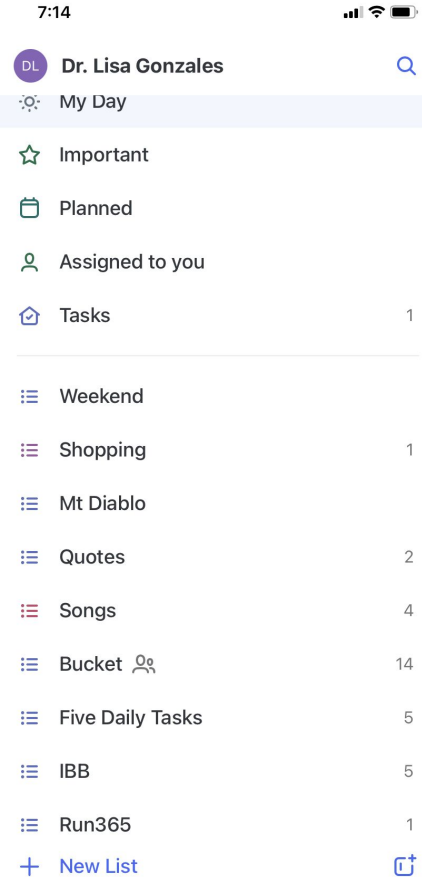 7:14
DL Dr. Lisa Gonzales
My Day
Important
Planned
Assigned to you
Tasks 1
Weekend
Shopping 1
Mt Diablo
Quotes 2
Songs 4
Bucket 14
Five Daily Tasks 5
IBB 5
Run365 1
New List